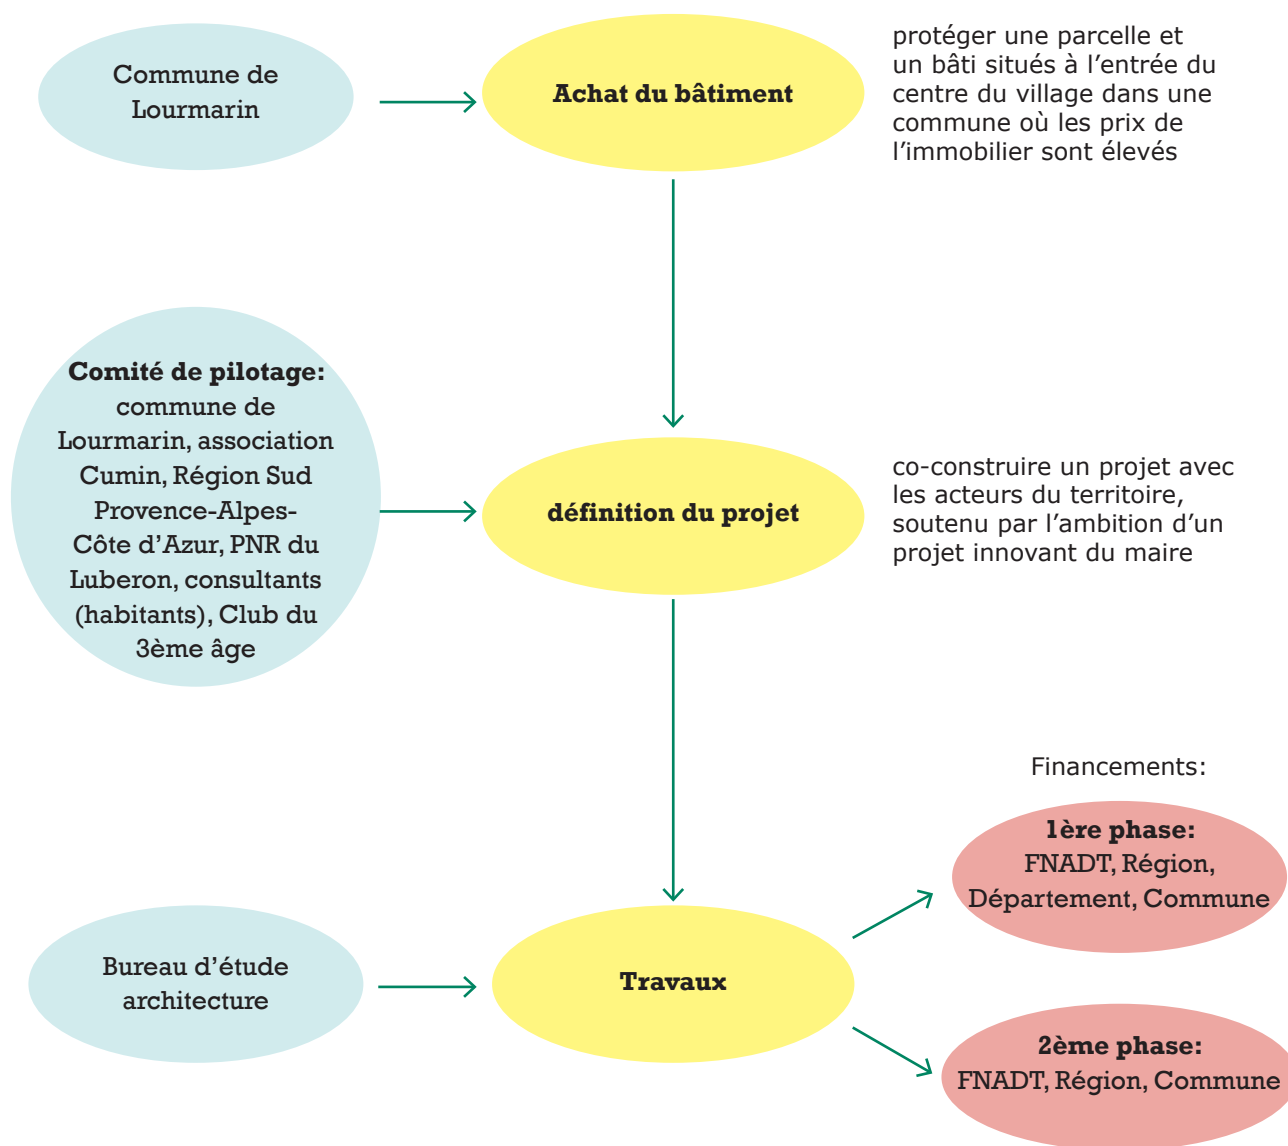 Commune de
Lourmarin
Achat du bâtiment
protéger une parcelle et
un bâti situés à l’entrée du
centre du village dans une
commune où les prix de
l’immobilier sont élevés
Comité de pilotage:
commune de
Lourmarin, association
Cumin, Région Sud
Provence-Alpes-
Côte d’Azur, PNR du
Luberon, consultants
(habitants), Club du
3ème âge
définition du projet
co-construire un projet avec
les acteurs du territoire,
soutenu par l’ambition d’un
projet innovant du maire
Bureau d’étude
architecture
Travaux
Financements:
1ère phase:
FNADT, Région,
Département, Commune
2ème phase:
FNADT, Région, Commune